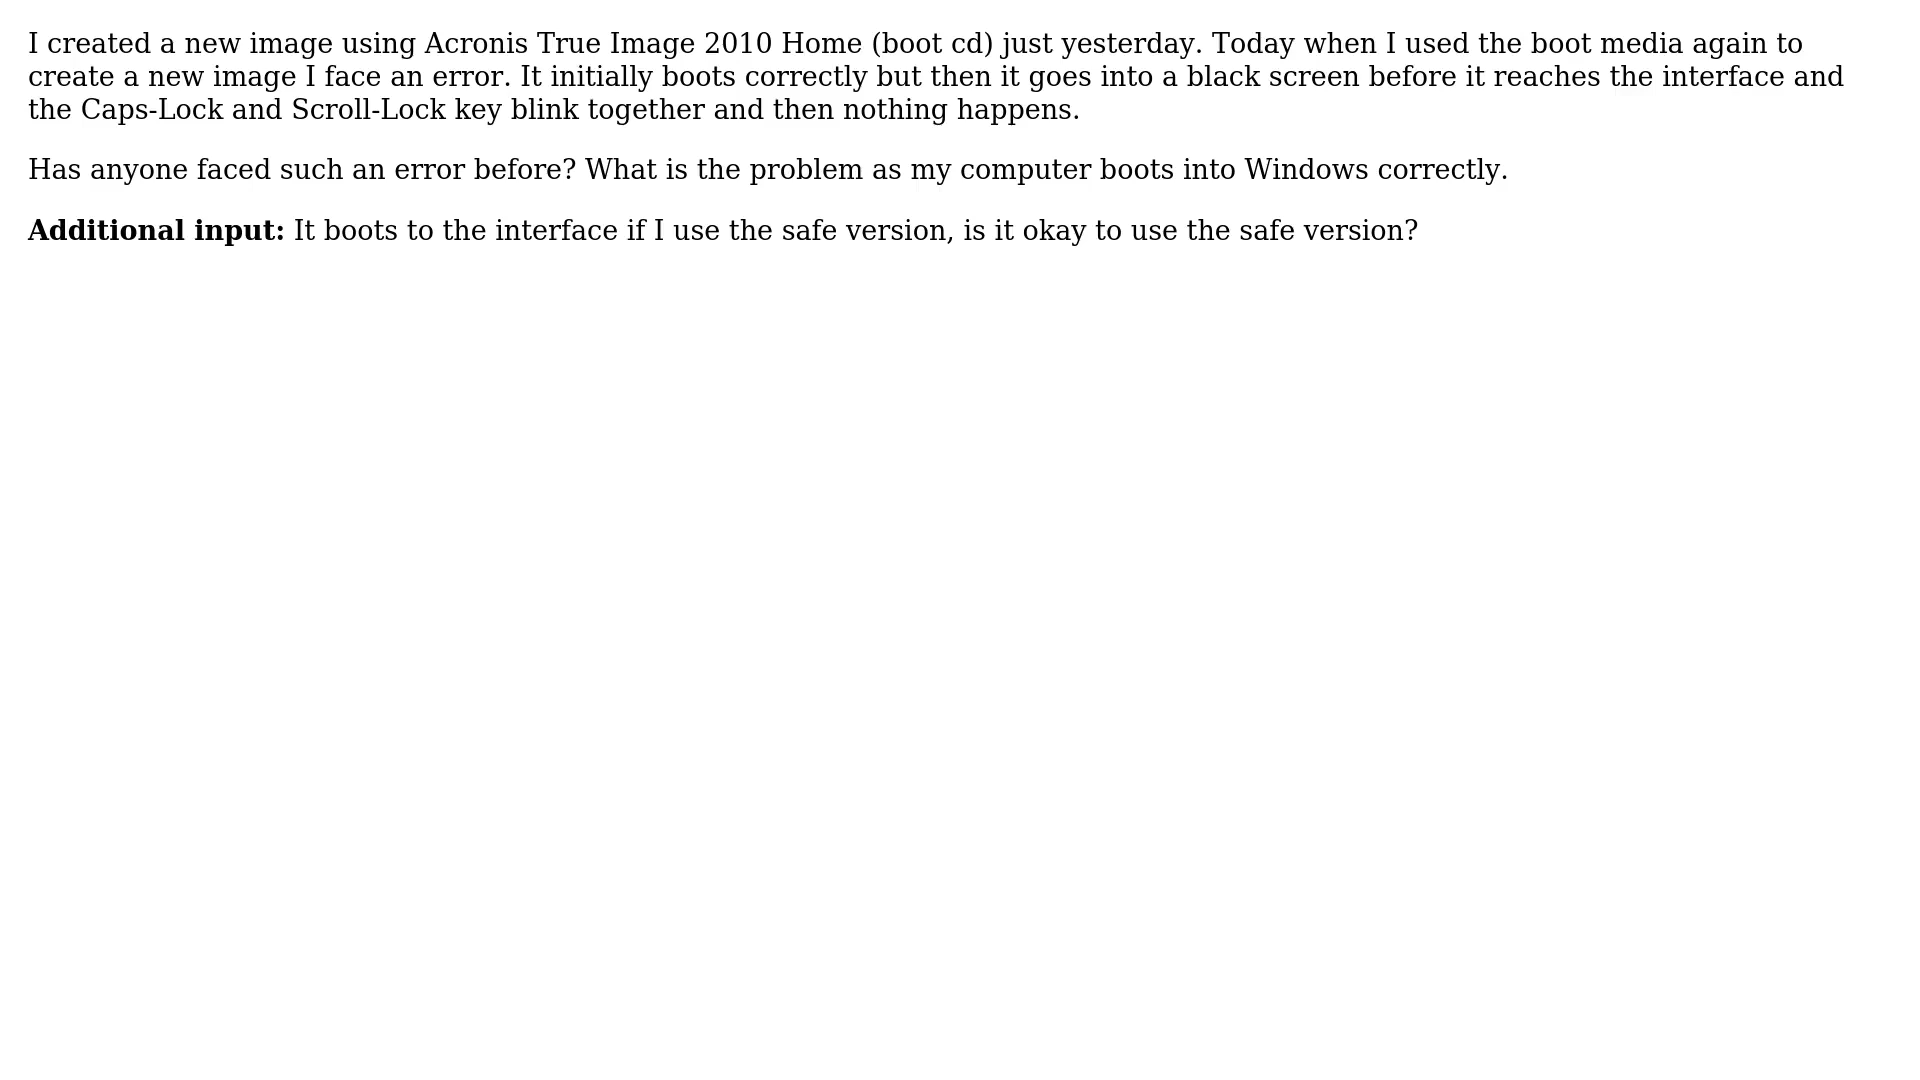 I created a new image using Acronis True Image 2010 Home (boot cd) just yesterday. Today when I used the boot media again to
create a new image I face an error. It initially boots correctly but then it goes into a black screen before it reaches the interface and
the Caps-Lock and Scroll-Lock key blink together and then nothing happens.
Has anyone faced such an error before? What is the problem as my computer boots into Windows correctly.
Additional input: It boots to the interface if I use the safe version, is it okay to use the safe version?